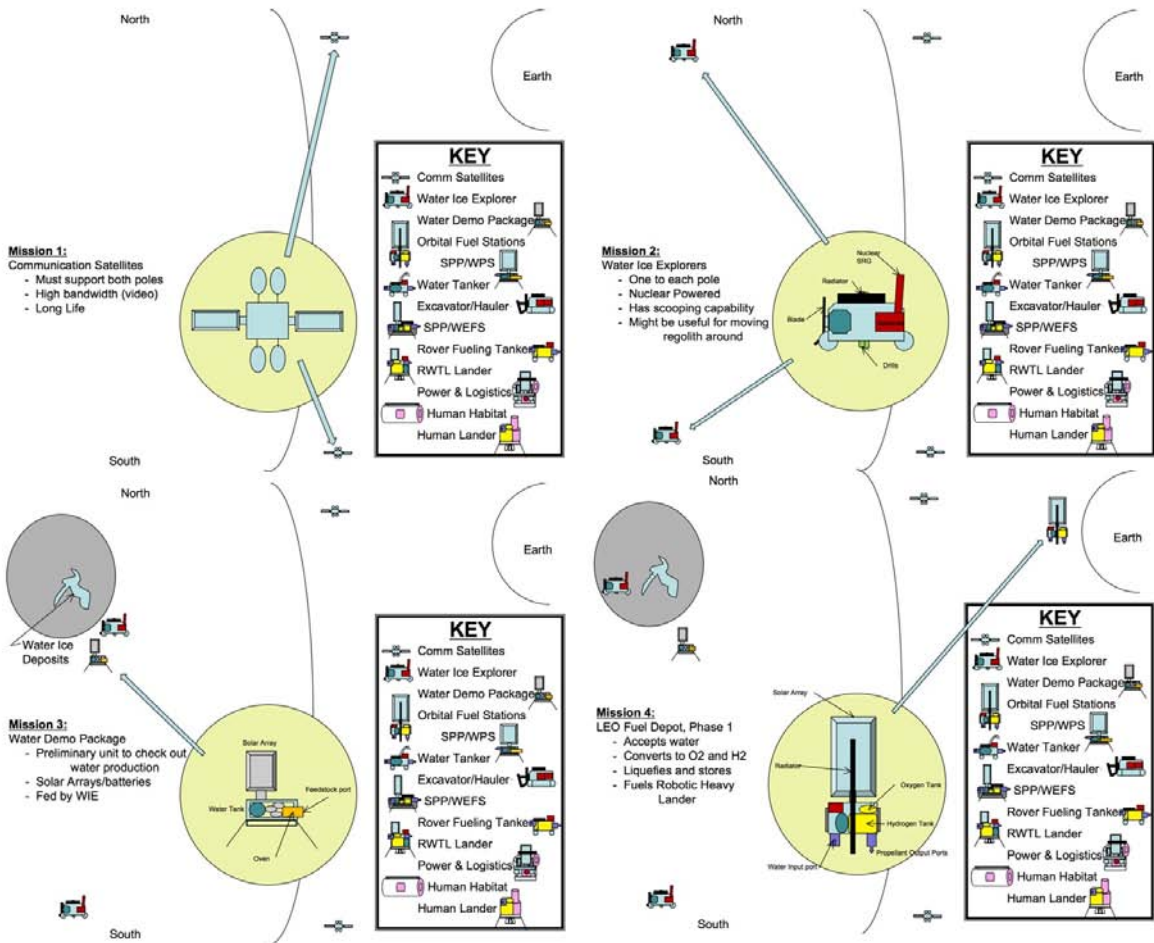 North
Earth
KEY
Comm Satellites
Water Ice Explorer
Water Demo Package
Orbital Fuel Stations
SPP/WPS
Water Tanker
Excavator/Hauler
SPP/WEFS
Rover Fueling Tanker
RWTL Lander
Power & Logistics
Human Habitat
Human Lander
Mission 1:
Communication Satellites
- Must support both poles
- High bandwidth (video)
- Long Life
South
North
Earth
KEY
Comm Satellites
Water Ice Explorer
Water Demo Package
Orbital Fuel Stations
SPP/WPS
Water Tanker
Excavator/Hauler
SPP/WEFS
Rover Fueling Tanker
RWTL Lander
Power & Logistics
Human Habitat
Human Lander
Mission 2:
Water Ice Explorers
- One to each pole
- Nuclear Powered
- Has scooping capability
- Might be useful for moving
regolith around
Nuclear
SRG
Radiator
Blade
Drills
South
North
Earth
Water Ice
Deposits
KEY
Comm Satellites
Water Ice Explorer
Water Demo Package
Orbital Fuel Stations
SPP/WPS
Water Tanker
Excavator/Hauler
SPP/WEFS
Rover Fueling Tanker
RWTL Lander
Power & Logistics
Human Habitat
Human Lander
Mission 3:
Water Demo Package
- Preliminary unit to check out
water production
- Solar Arrays/batteries
- Fed by WIE
Solar Array
Feedstock port
Water Tank
Oven
South
North
Earth
KEY
Comm Satellites
Water Ice Explorer
Water Demo Package
Orbital Fuel Stations
SPP/WPS
Water Tanker
Excavator/Hauler
SPP/WEFS
Rover Fueling Tanker
RWTL Lander
Power & Logistics
Human Habitat
Human Lander
Mission 4:
LEO Fuel Depot, Phase 1
- Accepts water
- Converts to O2 and H2
- Liquefies and stores
- Fuels Robotic Heavy
Lander
Solar Array
Radiator
Oxygen Tank
Hydrogen Tank
Propellant Output Ports
Water Input port
South